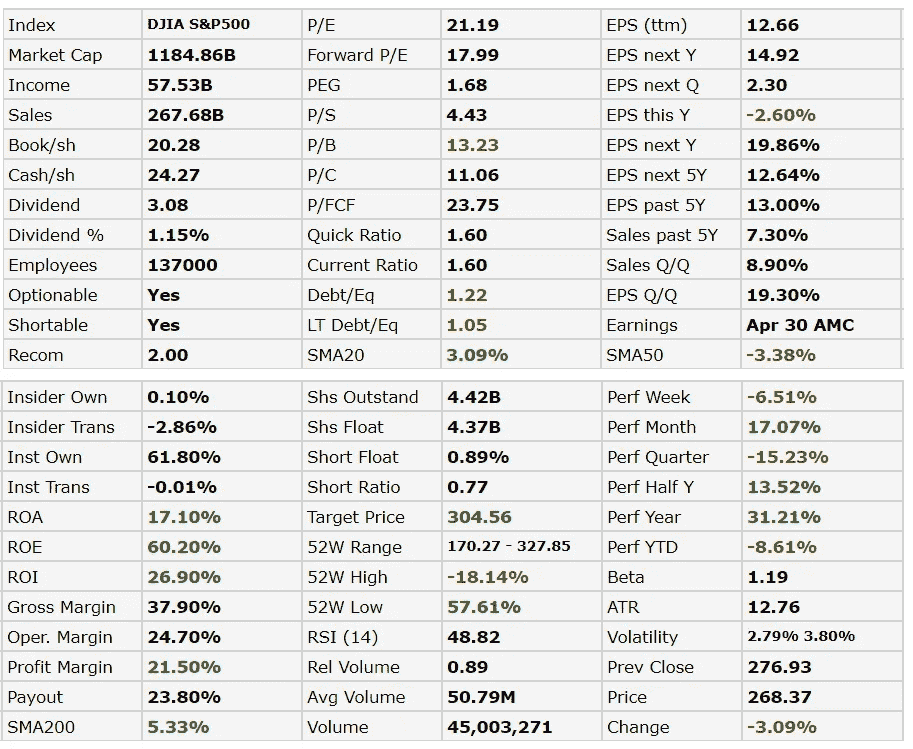 Index DJIA S&P500 P/E 21.19 EPS (ttm) 12.66
Market Cap 1184.86B Forward P/E 17.99 EPS next Y 14.92
Income 57.53B PEG 1.68 EPS next Q 2.30
Sales 267.68B P/S 4.43 EPS this Y -2.60%
Book/sh 20.28 P/B 13.23 EPS next Y 19.86%
Cash/sh 24.27 P/C 11.06 EPS next 5Y 12.64%
Dividend 3.08 P/FCF 23.75 EPS past 5Y 13.00%
Dividend % 1.15% Quick Ratio 1.60 Sales past 5Y 7.30%
Employees 137000 Current Ratio 1.60 Sales Q/Q 8.90%
Optionable Yes Debt/Eq 1.22 EPS Q/Q 19.30%
Shortable Yes LT Debt/Eq 1.05 Earnings Apr 30 AMC
Recom 2.00 SMA20 3.09% SMA50 -3.38%
Insider Own 0.10% Shs Outstand 4.42B Perf Week -6.51%
Insider Trans -2.86% Shs Float 4.37B Perf Month 17.07%
Inst Own 61.80% Short Float 0.89% Perf Quarter -15.23%
Inst Trans -0.01% Short Ratio 0.77 Perf Half Y 13.52%
ROA 17.10% Target Price 304.56 Perf Year 31.21%
ROE 60.20% 52W Range 170.27 - 327.85 Perf YTD -8.61%
ROI 26.90% 52W High -18.14% Beta 1.19
Gross Margin 37.90% 52W Low 57.61% ATR 12.76
Oper. Margin 24.70% RSI (14) 48.82 Volatility 2.79% 3.80%
Profit Margin 21.50% Rel Volume 0.89 Prev Close 276.93
Payout 23.80% Avg Volume 50.79M Price 268.37
SMA200 5.33% Volume 45,003,271 Change -3.09%